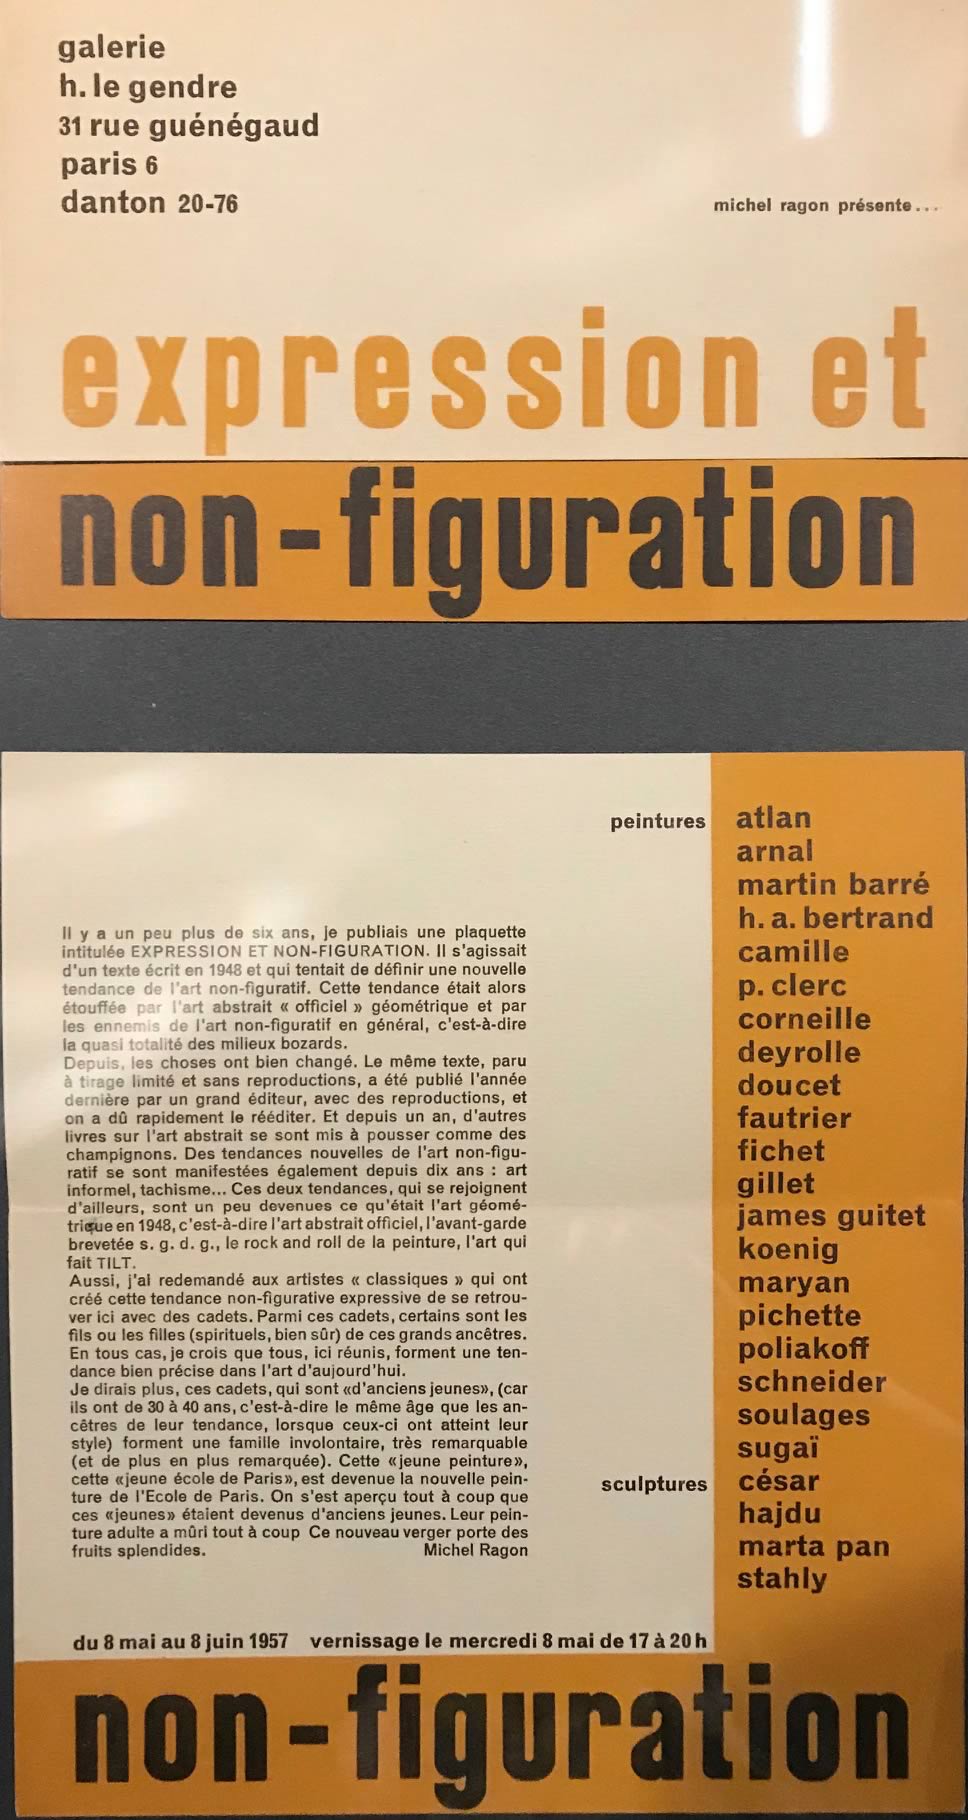 galerie
h. le gendre
31 rue guénégaud
paris 6
danton 20-76
michel ragon présente...
expression et
non-figuration
peintures
atlan
arnal
martin barré
h. a. bertrand
camille
p. clerc
corneille
deyrolle
doucet
fautrier
fichet
gillet
james guitet
koenig
maryan
pichette
poliakoff
schneider
soulages
sugaï
sculptures
césar
hajdu
marta pan
stahly
Il y a un peu plus de six ans, je publiais une plaquette
intitulée EXPRESSION ET NON-FIGURATION. Il s'agissait
d'un texte écrit en 1948 et qui tentait de définir une nouvelle
tendance de l'art non-figuratif. Cette tendance était alors
étouffée par l'art abstrait « officiel » géométrique et par
les ennemis de l'art non-figuratif en général, c'est-à-dire
la quasi totalité des milieux bozards.
Depuis, les choses ont bien changé. Le même texte, paru
à tirage limité et sans reproductions, a été publié l'année
dernière par un grand éditeur, avec des reproductions, et
on a dû rapidement le rééditer. Et depuis un an, d'autres
livres sur l'art abstrait se sont mis à pousser comme des
champignons. Des tendances nouvelles de l'art non-figu-
ratif se sont manifestées également depuis dix ans : art
informel, tachisme... Ces deux tendances, qui se rejoignent
d'ailleurs, sont un peu devenues ce qu'était l'art géomé-
trique en 1948, c'est-à-dire l'art abstrait officiel, l'avant-garde
brevetée s. g. d. g., le rock and roll de la peinture, l'art qui
fait TILT.
Aussi, j'ai redemandé aux artistes « classiques » qui ont
créé cette tendance non-figurative expressive de se retrou-
ver ici avec des cadets. Parmi ces cadets, certains sont les
fils ou les filles (spirituels, bien sûr) de ces grands ancêtres.
En tous cas, je crois que tous, ici réunis, forment une ten-
dance bien précise dans l'art d'aujourd'hui.
Je dirais plus, ces cadets, qui sont «d'anciens jeunes», (car
ils ont de 30 à 40 ans, c'est-à-dire le même âge que les an-
cêtres de leur tendance, lorsque ceux-ci ont atteint leur
style) forment une famille involontaire, très remarquable
(et de plus en plus remarquée). Cette «jeune peinture»,
cette «jeune école de Paris», est devenue la nouvelle pein-
ture de l'Ecole de Paris. On s'est aperçu tout à coup que
ces «jeunes» étaient devenus d'anciens jeunes. Leur pein-
ture adulte a mûri tout à coup Ce nouveau verger porte des
fruits splendides. Michel Ragon
du 8 mai au 8 juin 1957 vernissage le mercredi 8 mai de 17 à 20 h
non-figuration